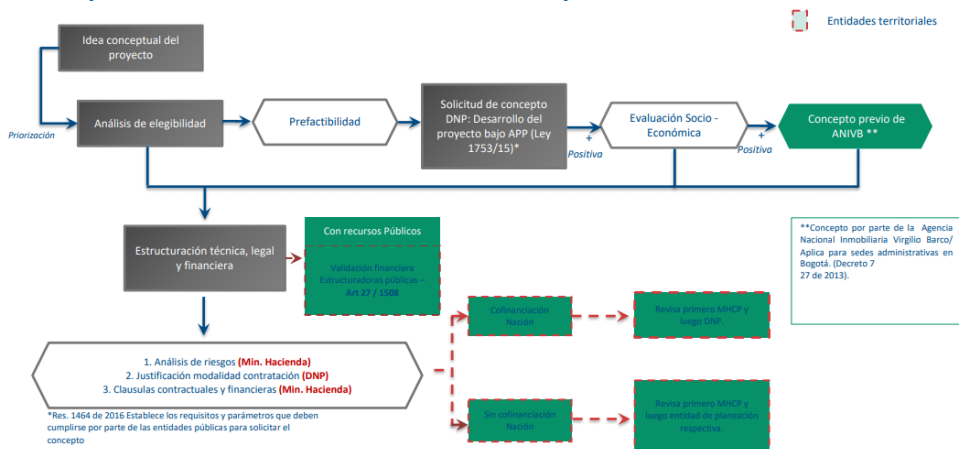 Entidades territoriales
Idea conceptual del
proyecto
Priorización
Análisis de elegibilidad
Prefactibilidad
Solicitud de concepto
DNP: Desarrollo del
proyecto bajo APP (Ley
1753/15)*
+
Positiva
Evaluación Socio -
Económica
+
Positiva
Concepto previo de
ANIVB **
Estructuración técnica, legal
y financiera
Con recursos Públicos
Validación financiera
Estructuradoras públicas –
Art 27 / 1508
**Concepto por parte de la Agencia
Nacional Inmobiliaria Virgilio Barco/
Aplica para sedes administrativas en
Bogotá. (Decreto 7
27 de 2013).
Cofinanciación
Nación
Revisa primero MHCP y
luego DNP.
1. Análisis de riesgos (Min. Hacienda)
2. Justificación modalidad contratación (DNP)
3. Clausulas contractuales y financieras (Min. Hacienda)
Sin cofinanciación
Nación
Revisa primero MHCP y
luego entidad de planeación
respectiva.
*Res. 1464 de 2016 Establece los requisitos y parámetros que deben
cumplirse por parte de las entidades públicas para solicitar el
concepto